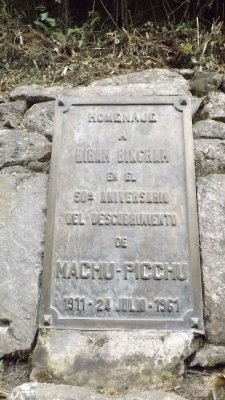 HOMENAJE
A
HIRAM BINGHAM
EN EL
50º ANIVERSARIO
DEL DESCUBRIMIENTO
DE
MACHU-PICCHU
1911 - 24 JULIO - 1961